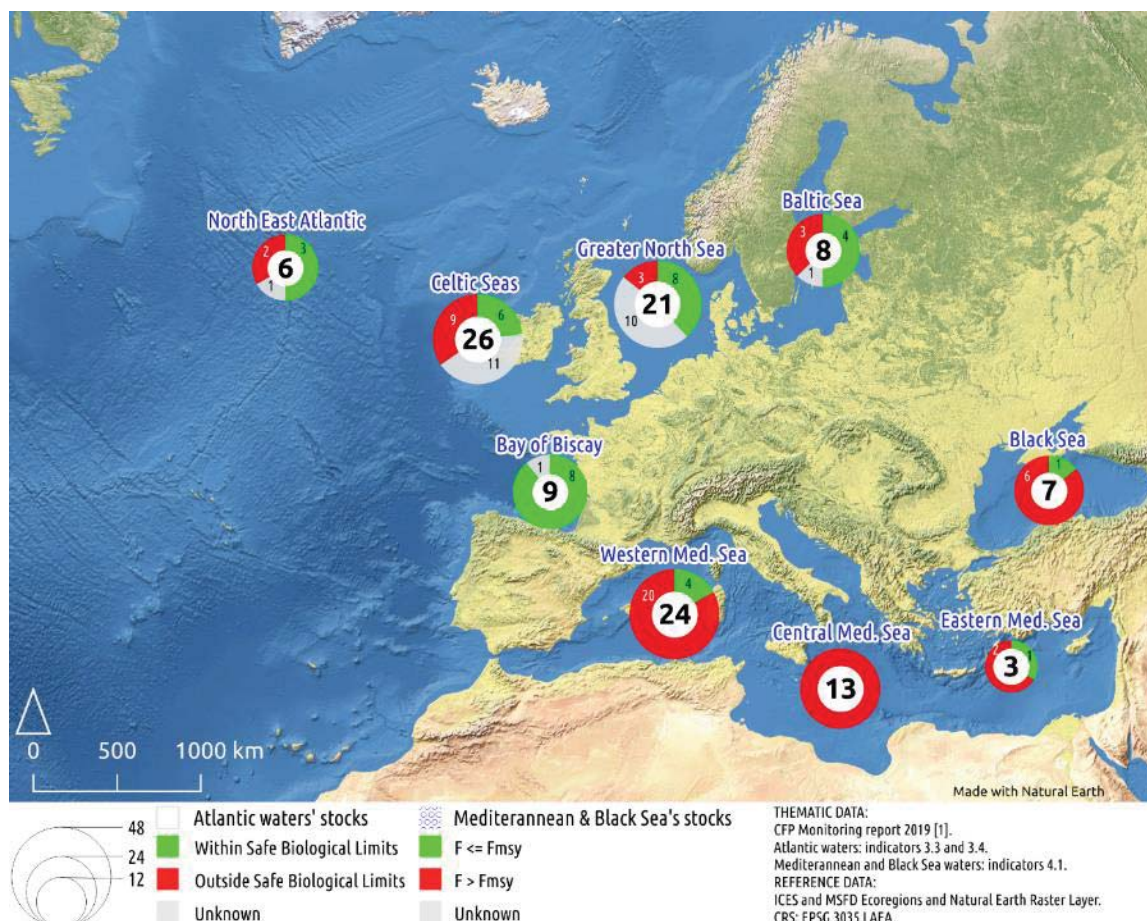 North East Atlantic
2
3
6
1
Celtic Seas
9
6
26
11
Greater North Sea
3
8
21
10
Baltic Sea
3
4
8
1
Bay of Biscay
1
8
9
Black Sea
1
6
7
Western Med. Sea
20
4
24
Central Med. Sea
13
Eastern Med. Sea
2
1
3
0 500 1000 km
Made with Natural Earth
48
24
12
Atlantic waters' stocks
Within Safe Biological Limits
Outside Safe Biological Limits
Unknown
Mediterannean & Black Sea's stocks
F <= Fmsy
F > Fmsy
Unknown
THEMATIC DATA:
CFP Monitoring report 2019 [1].
Atlantic waters: indicators 3.3 and 3.4.
Mediterannean and Black Sea waters: indicators 4.1.
REFERENCE DATA:
ICES and MSFD Ecoregions and Natural Earth Raster Layer.
CRS: EPSG 3035 LAEA